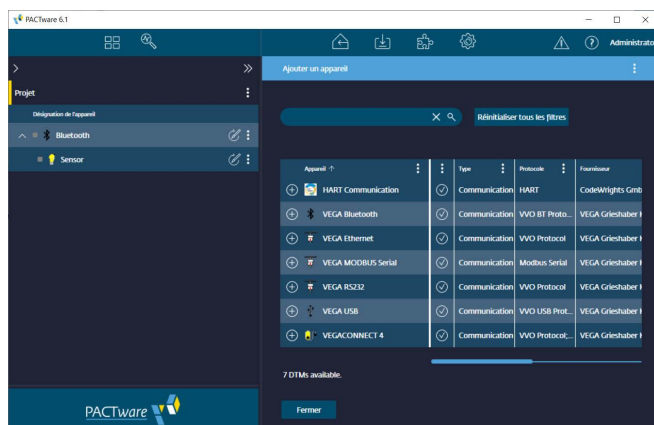 PACTware 6.1
Administrato
Ajouter un appareil
Projet
Désignation de l'appareil
Bluetooth
Sensor
Réinitialiser tous les filtres
Appareil ↑ Type Protocole Fournisseur
HART Communication Communication HART CodeWrights Gmb
VEGA Bluetooth Communication VVO BT Proto... VEGA Grieshaber K
VEGA Ethernet Communication VVO Protocol VEGA Grieshaber K
VEGA MODBUS Serial Communication Modbus Serial VEGA Grieshaber K
VEGA RS232 Communication VVO Protocol VEGA Grieshaber K
VEGA USB Communication VVO USB Prot... VEGA Grieshaber K
VEGACONNECT 4 Communication VVO Protocol;... VEGA Grieshaber K
7 DTMs available.
Fermer
PACTware